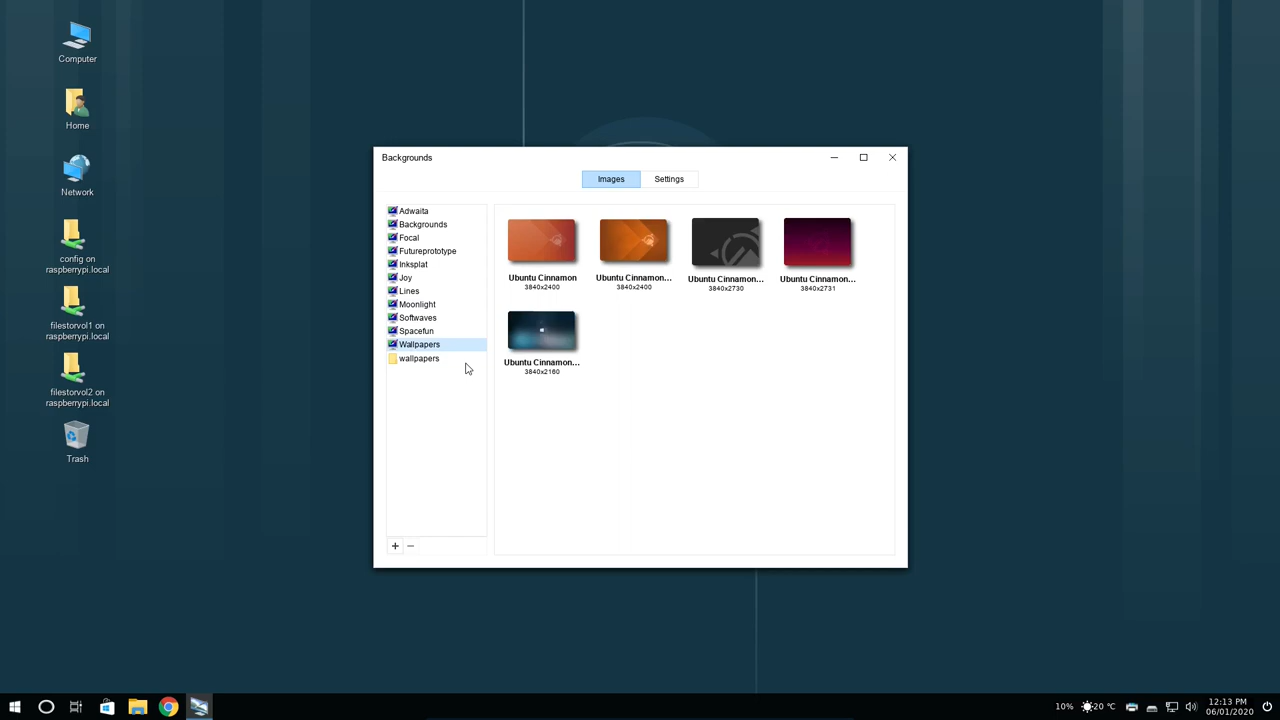 Computer
Home
Network
config on
raspberrypi.local
filestorvol1 on
raspberrypi.local
filestorvol2 on
raspberrypi.local
Trash
Backgrounds
Images
Settings
Adwaita
Backgrounds
Focal
Futureprototype
Inksplat
Joy
Lines
Moonlight
Softwaves
Spacefun
Wallpapers
wallpapers
Ubuntu Cinnamon
3840x2400
Ubuntu Cinnamon...
3840x2400
Ubuntu Cinnamon...
3840x2730
Ubuntu Cinnamon...
3840x2731
Ubuntu Cinnamon...
3840x2160
10%
20 °C
12:13 PM
06/01/2020